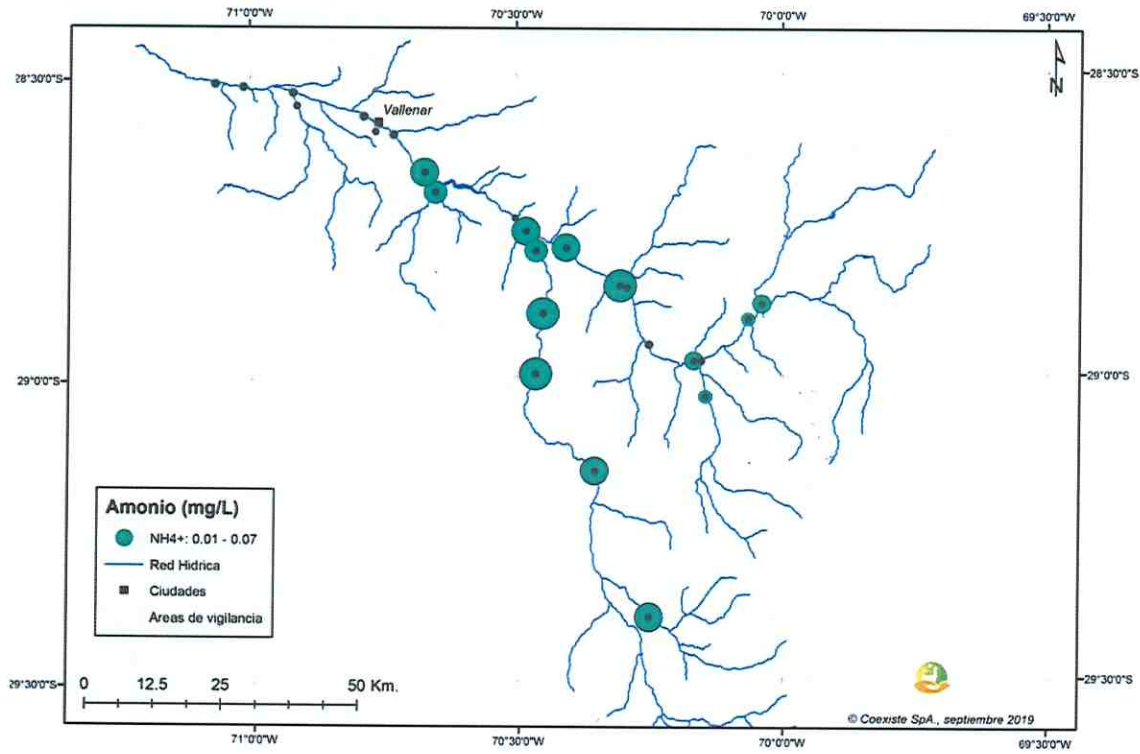 71°0'0"W
70°30'0"W
70°0'0"W
69°30'0"W
28°30'0"S
28°30'0"S
N
Vallenar
29°0'0"S
29°0'0"S
Amonio (mg/L)
NH4+: 0.01 - 0.07
Red Hidrica
Ciudades
Areas de vigilancia
29°30'0"S
29°30'0"S
0 12.5 25 50 Km.
© Coexiste SpA., septiembre 2019
71°0'0"W
70°30'0"W
70°0'0"W
69°30'0"W